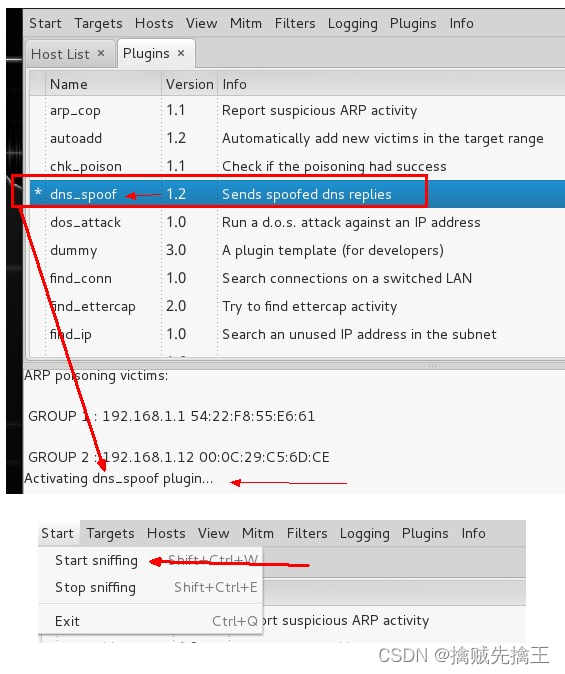 Start Targets Hosts View Mitm Filters Logging Plugins Info
Host List × Plugins ×
Name Version Info
arp_cop 1.1 Report suspicious ARP activity
autoadd 1.2 Automatically add new victims in the target range
chk_poison 1.1 Check if the poisoning had success
* dns_spoof 1.2 Sends spoofed dns replies
dos_attack 1.0 Run a d.o.s. attack against an IP address
dummy 3.0 A plugin template (for developers)
find_conn 1.0 Search connections on a switched LAN
find_ettercap 2.0 Try to find ettercap activity
find_ip 1.0 Search an unused IP address in the subnet
ARP poisoning victims:
GROUP 1 : 192.168.1.1 54:22:F8:55:E6:61
GROUP 2 : 192.168.1.12 00:0C:29:C5:6D:CE
Activating dns_spoof plugin...
Start Targets Hosts View Mitm Filters Logging Plugins Info
Start sniffing Shift+Ctrl+W
Stop sniffing Shift+Ctrl+E
Exit Ctrl+Q
ort suspicious ARP activity
CSDN @擒贼先擒王